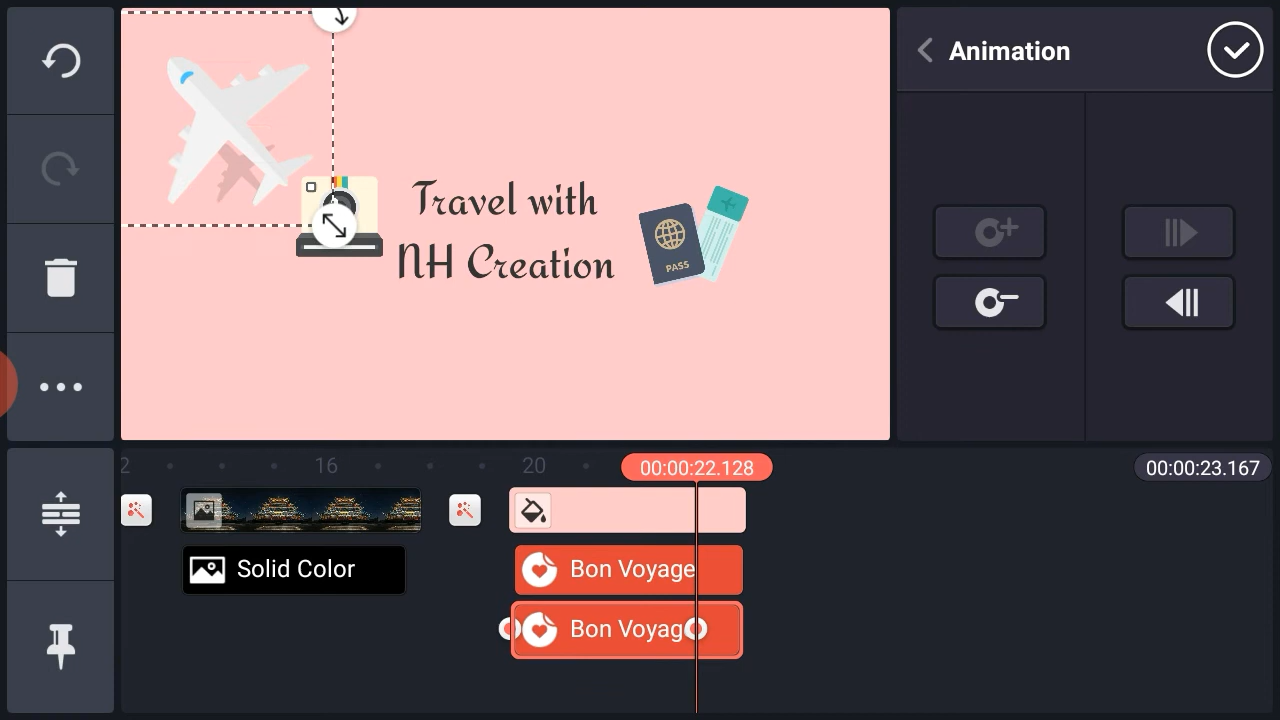 Animation
Travel with
NH Creation
PASS
2
16
20
00:00:22.128
00:00:23.167
Solid Color
Bon Voyage
Bon Voyag